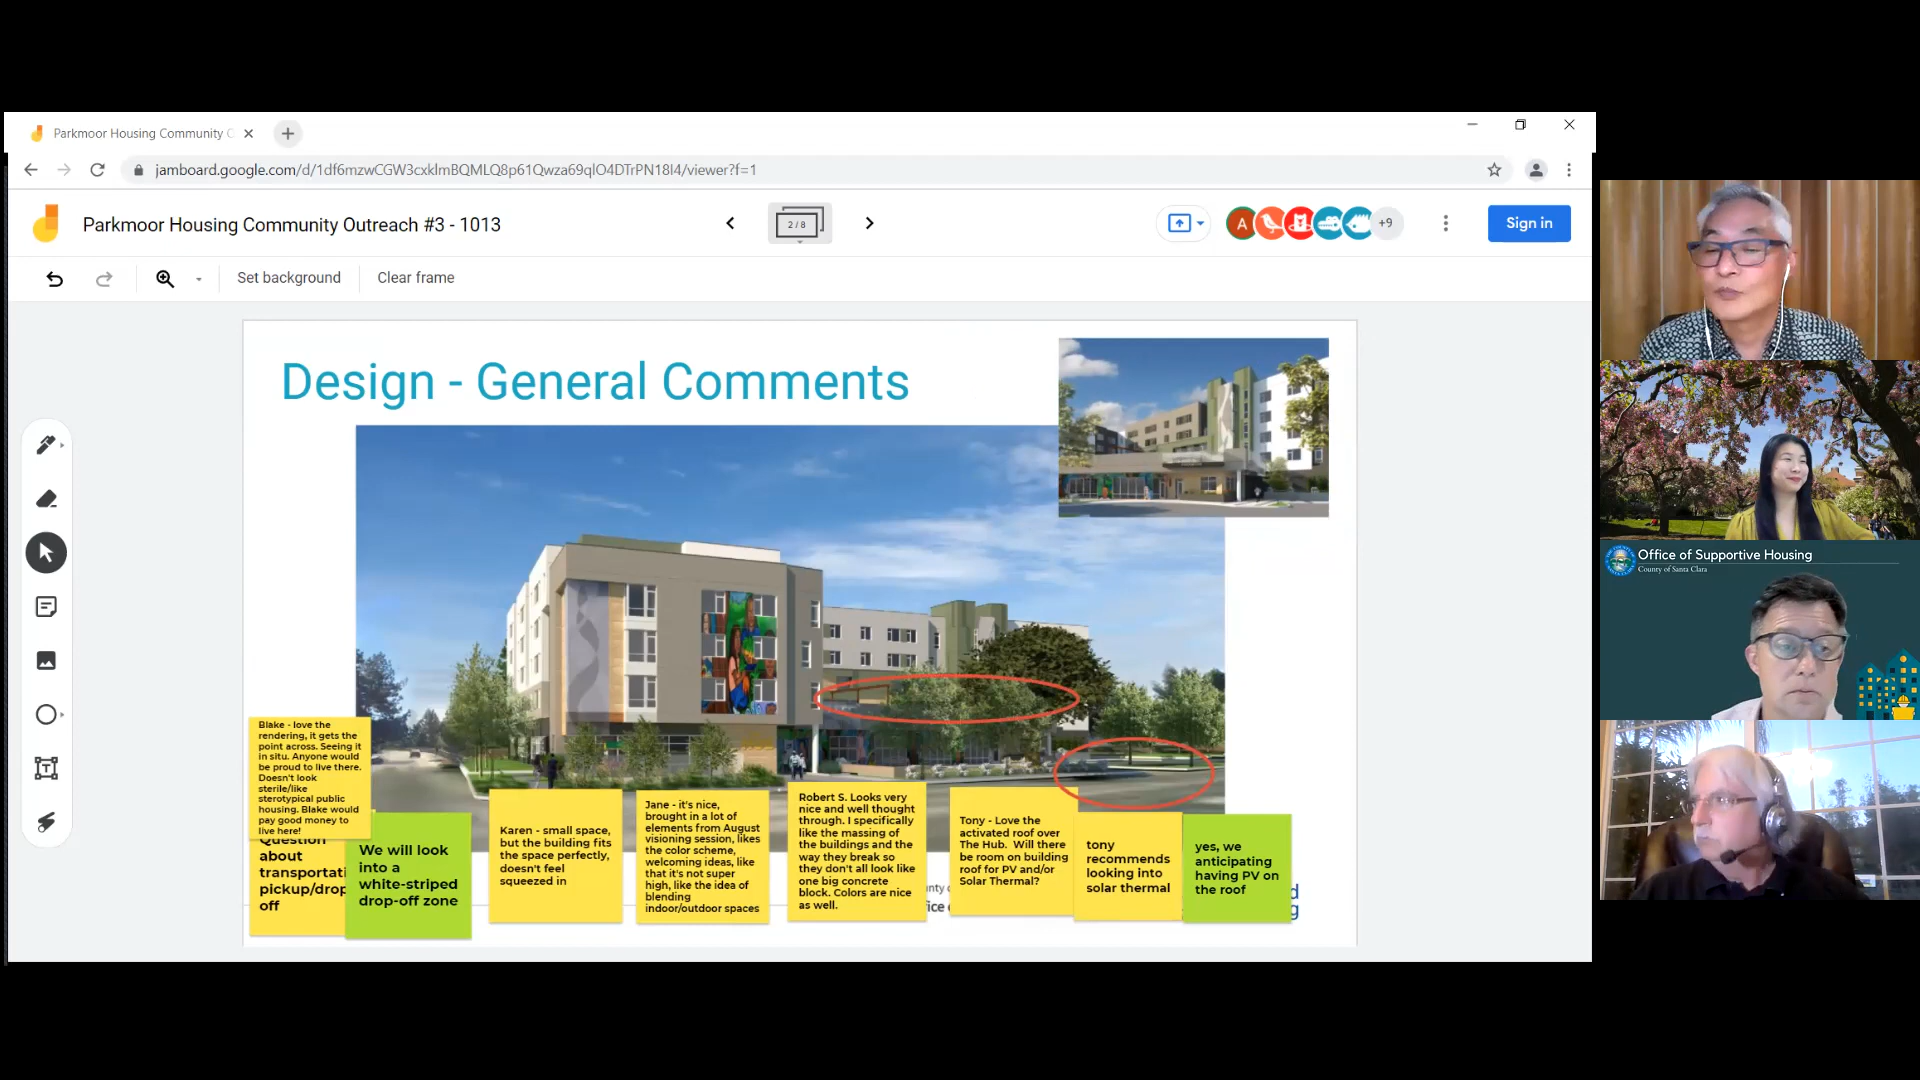 Parkmoor Housing Community
jamboard.google.com/d/1df6mzwCGW3cxklmBQMLQ8p61Qwza69qlO4DTrPN18I4/viewer?f=1
Parkmoor Housing Community Outreach #3 - 1013
2 / 8
A
+9
Sign in
Set background
Clear frame
Design - General Comments
Blake - love the
rendering, it gets the
point across. Seeing it
in situ. Anyone would
be proud to live there.
Doesn't look
sterile/like
sterotypical public
housing. Blake would
pay good money to
live here!
Question
about
transportati
pickup/drop
off
We will look
into a
white-striped
drop-off zone
Karen - small space,
but the building fits
the space perfectly,
doesn't feel
squeezed in
Jane - it's nice,
brought in a lot of
elements from August
visioning session, likes
the color scheme,
welcoming ideas, like
that it's not super
high, like the idea of
blending
indoor/outdoor spaces
Robert S. Looks very
nice and well thought
through. I specifically
like the massing of
the buildings and the
way they break so
they don't all look like
one big concrete
block. Colors are nice
as well.
Tony - Love the
activated roof over
The Hub. Will there
be room on building
roof for PV and/or
Solar Thermal?
tony
recommends
looking into
solar thermal
yes, we
anticipating
having PV on
the roof
Office of Supportive Housing
County of Santa Clara